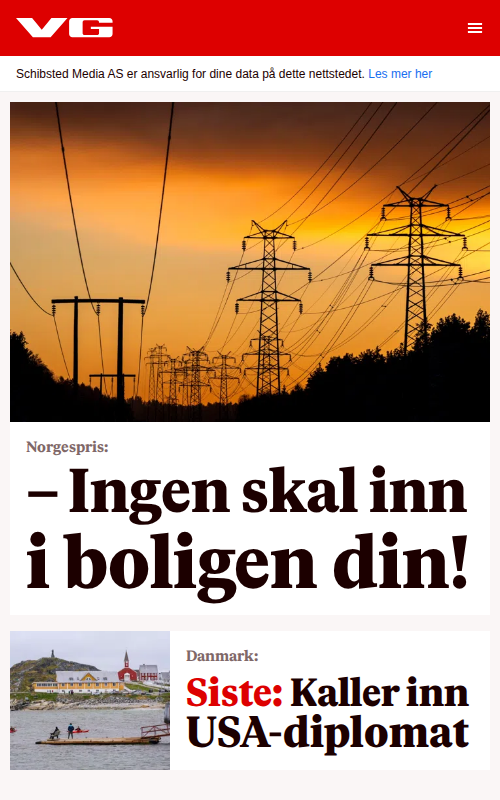 VG
Schibsted Media AS er ansvarlig for dine data på dette nettstedet. Les mer her
Norgespris:
– Ingen skal inn
i boligen din!
Danmark:
Siste: Kaller inn
USA-diplomat